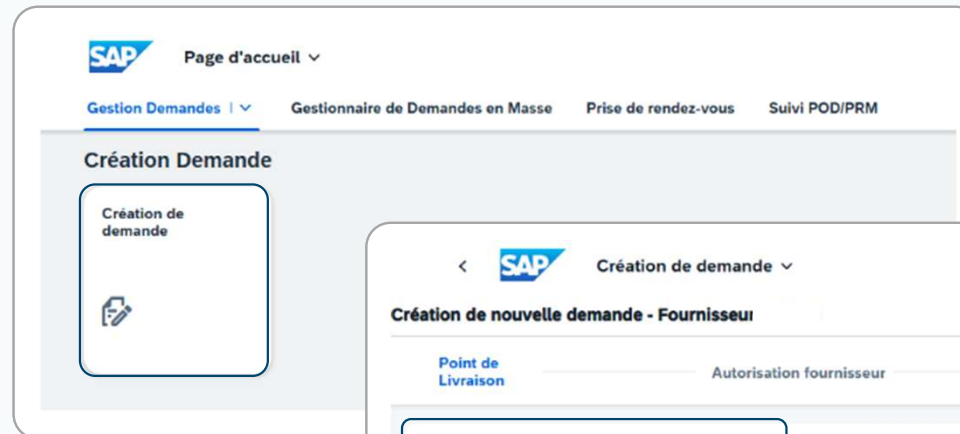 SAP Page d'accueil
Gestion Demandes Gestionnaire de Demandes en Masse Prise de rendez-vous Suivi POD/PRM
Création Demande
Création de
demande
SAP Création de demande
Création de nouvelle demande - Fournisseur
Point de
Livraison
Autorisation fournisseur